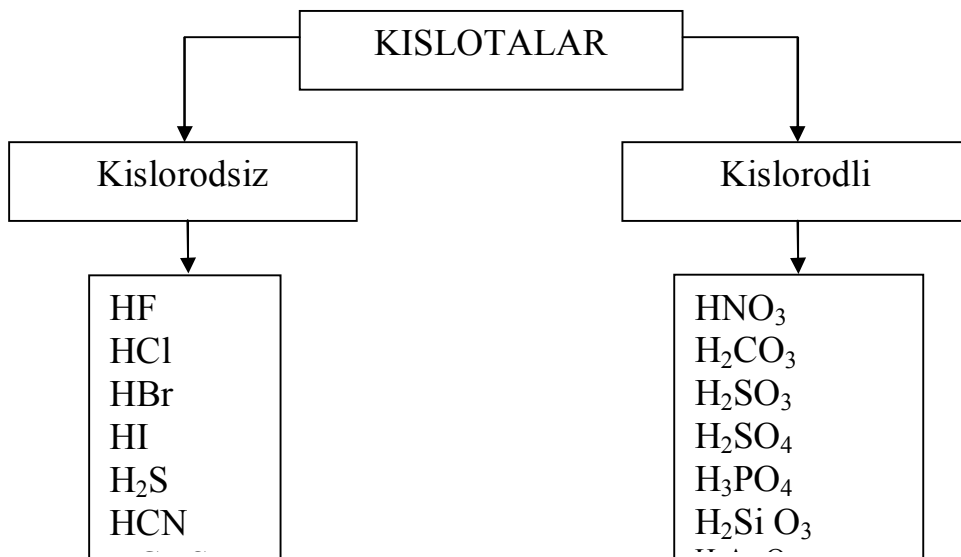 KISLOTALAR
Kislorodsiz
Kislorodli
HF
HCl
HBr
HI
H₂S
HCN
HNO₃
H₂CO₃
H₂SO₃
H₂SO₄
H₃PO₄
H₂Si O₃